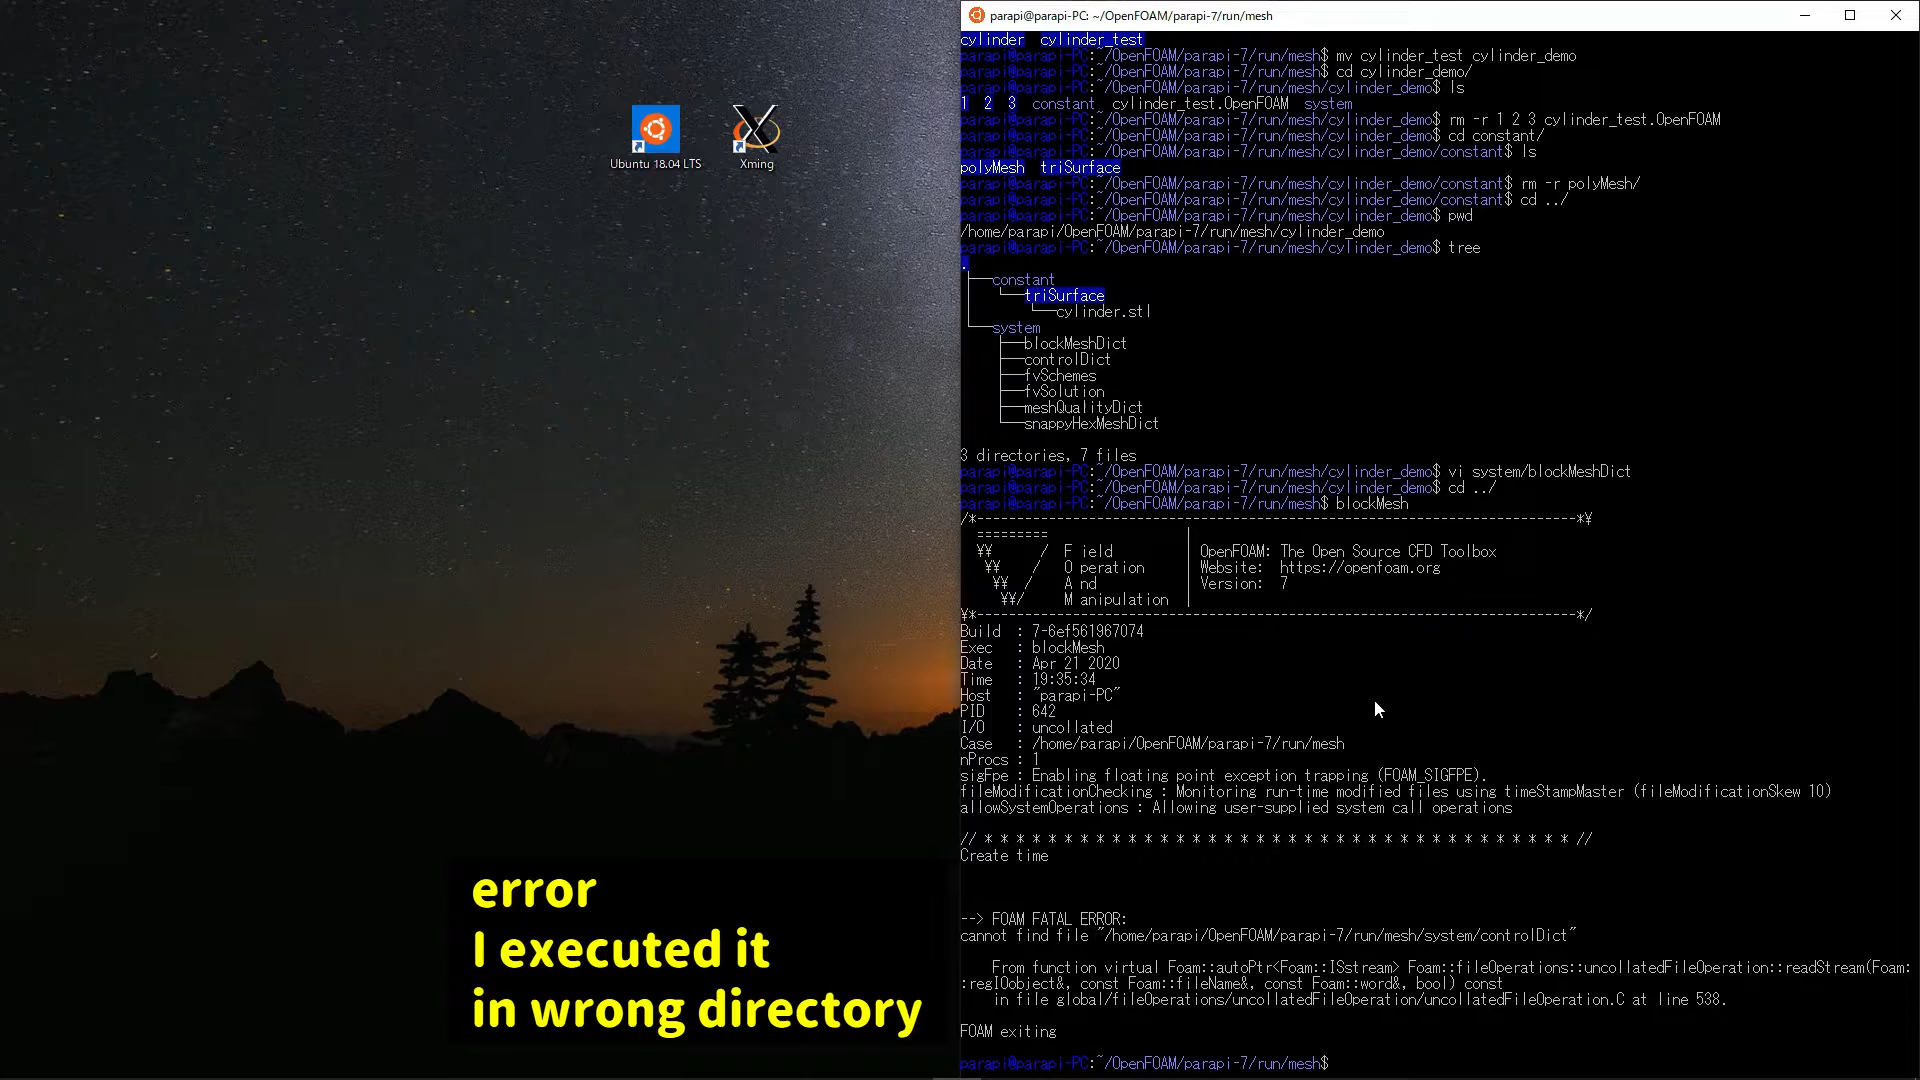 parapi@parapi-PC: ~/OpenFOAM/parapi-7/run/mesh
cylinder  cylinder_test
parapi@parapi-PC:~/OpenFOAM/parapi-7/run/mesh$ mv cylinder_test cylinder_demo
parapi@parapi-PC:~/OpenFOAM/parapi-7/run/mesh$ cd cylinder_demo/
parapi@parapi-PC:~/OpenFOAM/parapi-7/run/mesh/cylinder_demo$ ls
1  2  3  constant  cylinder_test.OpenFOAM  system
parapi@parapi-PC:~/OpenFOAM/parapi-7/run/mesh/cylinder_demo$ rm -r 1 2 3 cylinder_test.OpenFOAM
parapi@parapi-PC:~/OpenFOAM/parapi-7/run/mesh/cylinder_demo$ cd constant/
parapi@parapi-PC:~/OpenFOAM/parapi-7/run/mesh/cylinder_demo/constant$ ls
polyMesh  triSurface
parapi@parapi-PC:~/OpenFOAM/parapi-7/run/mesh/cylinder_demo/constant$ rm -r polyMesh/
parapi@parapi-PC:~/OpenFOAM/parapi-7/run/mesh/cylinder_demo/constant$ cd ../
parapi@parapi-PC:~/OpenFOAM/parapi-7/run/mesh/cylinder_demo$ pwd
/home/parapi/OpenFOAM/parapi-7/run/mesh/cylinder_demo
parapi@parapi-PC:~/OpenFOAM/parapi-7/run/mesh/cylinder_demo$ tree
.
├──constant
│   └──triSurface
│       └──cylinder.stl
└──system
    ├──blockMeshDict
    ├──controlDict
    ├──fvSchemes
    ├──fvSolution
    ├──meshQualityDict
    └──snappyHexMeshDict
3 directories, 7 files
parapi@parapi-PC:~/OpenFOAM/parapi-7/run/mesh/cylinder_demo$ vi system/blockMeshDict
parapi@parapi-PC:~/OpenFOAM/parapi-7/run/mesh/cylinder_demo$ cd ../
parapi@parapi-PC:~/OpenFOAM/parapi-7/run/mesh$ blockMesh
/*---------------------------------------------------------------------------*¥
  =========                 |
  ¥¥      /  F ield         | OpenFOAM: The Open Source CFD Toolbox
   ¥¥    /   O peration     | Website:  https://openfoam.org
    ¥¥  /    A nd           | Version:  7
     ¥¥/     M anipulation  |
¥*---------------------------------------------------------------------------*/
Build  : 7-6ef561967074
Exec   : blockMesh
Date   : Apr 21 2020
Time   : 19:35:34
Host   : "parapi-PC"
PID    : 642
I/O    : uncollated
Case   : /home/parapi/OpenFOAM/parapi-7/run/mesh
nProcs : 1
sigFpe : Enabling floating point exception trapping (FOAM_SIGFPE).
fileModificationChecking : Monitoring run-time modified files using timeStampMaster (fileModificationSkew 10)
allowSystemOperations : Allowing user-supplied system call operations
// * * * * * * * * * * * * * * * * * * * * * * * * * * * * * * * * * * * * * //
Create time
--> FOAM FATAL ERROR:
cannot find file "/home/parapi/OpenFOAM/parapi-7/run/mesh/system/controlDict"
    From function virtual Foam::autoPtr<Foam::ISstream> Foam::fileOperations::uncollatedFileOperation::readStream(Foam:
:regIOobject&, const Foam::fileName&, const Foam::word&, bool) const
    in file global/fileOperations/uncollatedFileOperation/uncollatedFileOperation.C at line 538.
FOAM exiting
parapi@parapi-PC:~/OpenFOAM/parapi-7/run/mesh$
Ubuntu 18.04 LTS
Xming
error
I executed it
in wrong directory